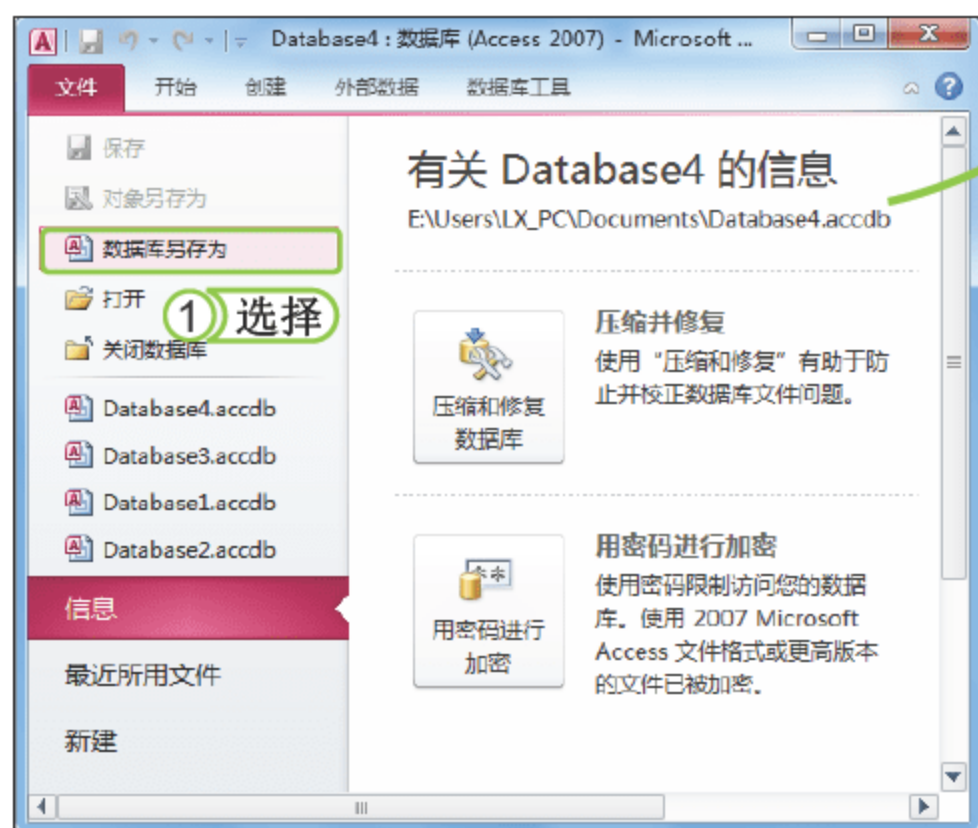 Database4 : 数据库 (Access 2007) - Microsoft ...
文件 开始 创建 外部数据 数据库工具
保存
对象另存为
数据库另存为
打开
① 选择
关闭数据库
Database4.accdb
Database3.accdb
Database1.accdb
Database2.accdb
信息
最近所用文件
新建
有关 Database4 的信息
E:\Users\LX_PC\Documents\Database4.accdb
压缩和修复
数据库
压缩并修复
使用“压缩和修复”有助于防
止并校正数据库文件问题。
用密码进行
加密
用密码进行加密
使用密码限制访问您的数据
库。使用 2007 Microsoft
Access 文件格式或更高版本
的文件已被加密。